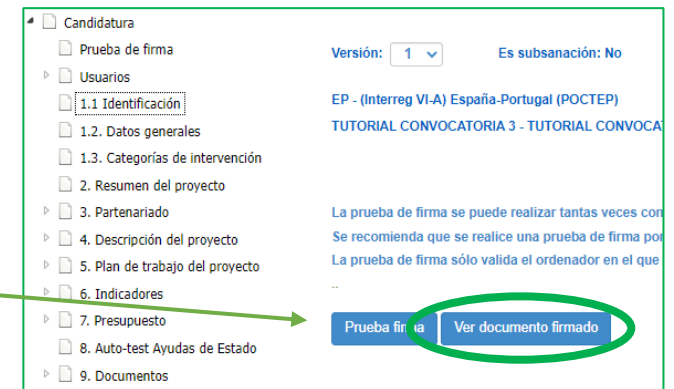 Candidatura
Prueba de firma
Usuarios
1.1 Identificación
1.2. Datos generales
1.3. Categorías de intervención
2. Resumen del proyecto
3. Partenariado
4. Descripción del proyecto
5. Plan de trabajo del proyecto
6. Indicadores
7. Presupuesto
8. Auto-test Ayudas de Estado
9. Documentos
Versión: 1 Es subsanación: No
EP - (Interreg VI-A) España-Portugal (POCTEP)
TUTORIAL CONVOCATORIA 3 - TUTORIAL CONVOCA
La prueba de firma se puede realizar tantas veces con
Se recomienda que se realice una prueba de firma por
La prueba de firma sólo valida el ordenador en el que
..
Prueba firma Ver documento firmado